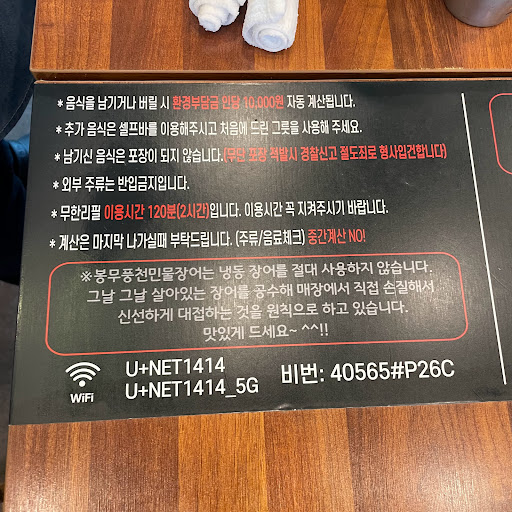 * 음식을 남기거나 버릴 시 환경부담금 인당 10,000원 자동 계산됩니다.
* 추가 음식은 셀프바를 이용해주시고 처음에 드린 그릇을 사용해 주세요.
* 남기신 음식은 포장이 되지 않습니다.(무단 포장 적발시 경찰신고 절도죄로 형사입건합니다)
* 외부 주류는 반입금지입니다.
* 무한리필 이용시간 120분(2시간)입니다. 이용시간 꼭 지켜주시기 바랍니다.
* 계산은 마지막 나가실때 부탁드립니다. (주류/음료체크) 중간계산 NO!
※봉무풍천민물장어는 냉동 장어를 절대 사용하지 않습니다.
그날 그날 살아있는 장어를 공수해 매장에서 직접 손질해서
신선하게 대접하는 것을 원칙으로 하고 있습니다.
맛있게 드세요~ ^^!!
WiFi
U+NET1414
U+NET1414_5G
비번: 40565#P26C